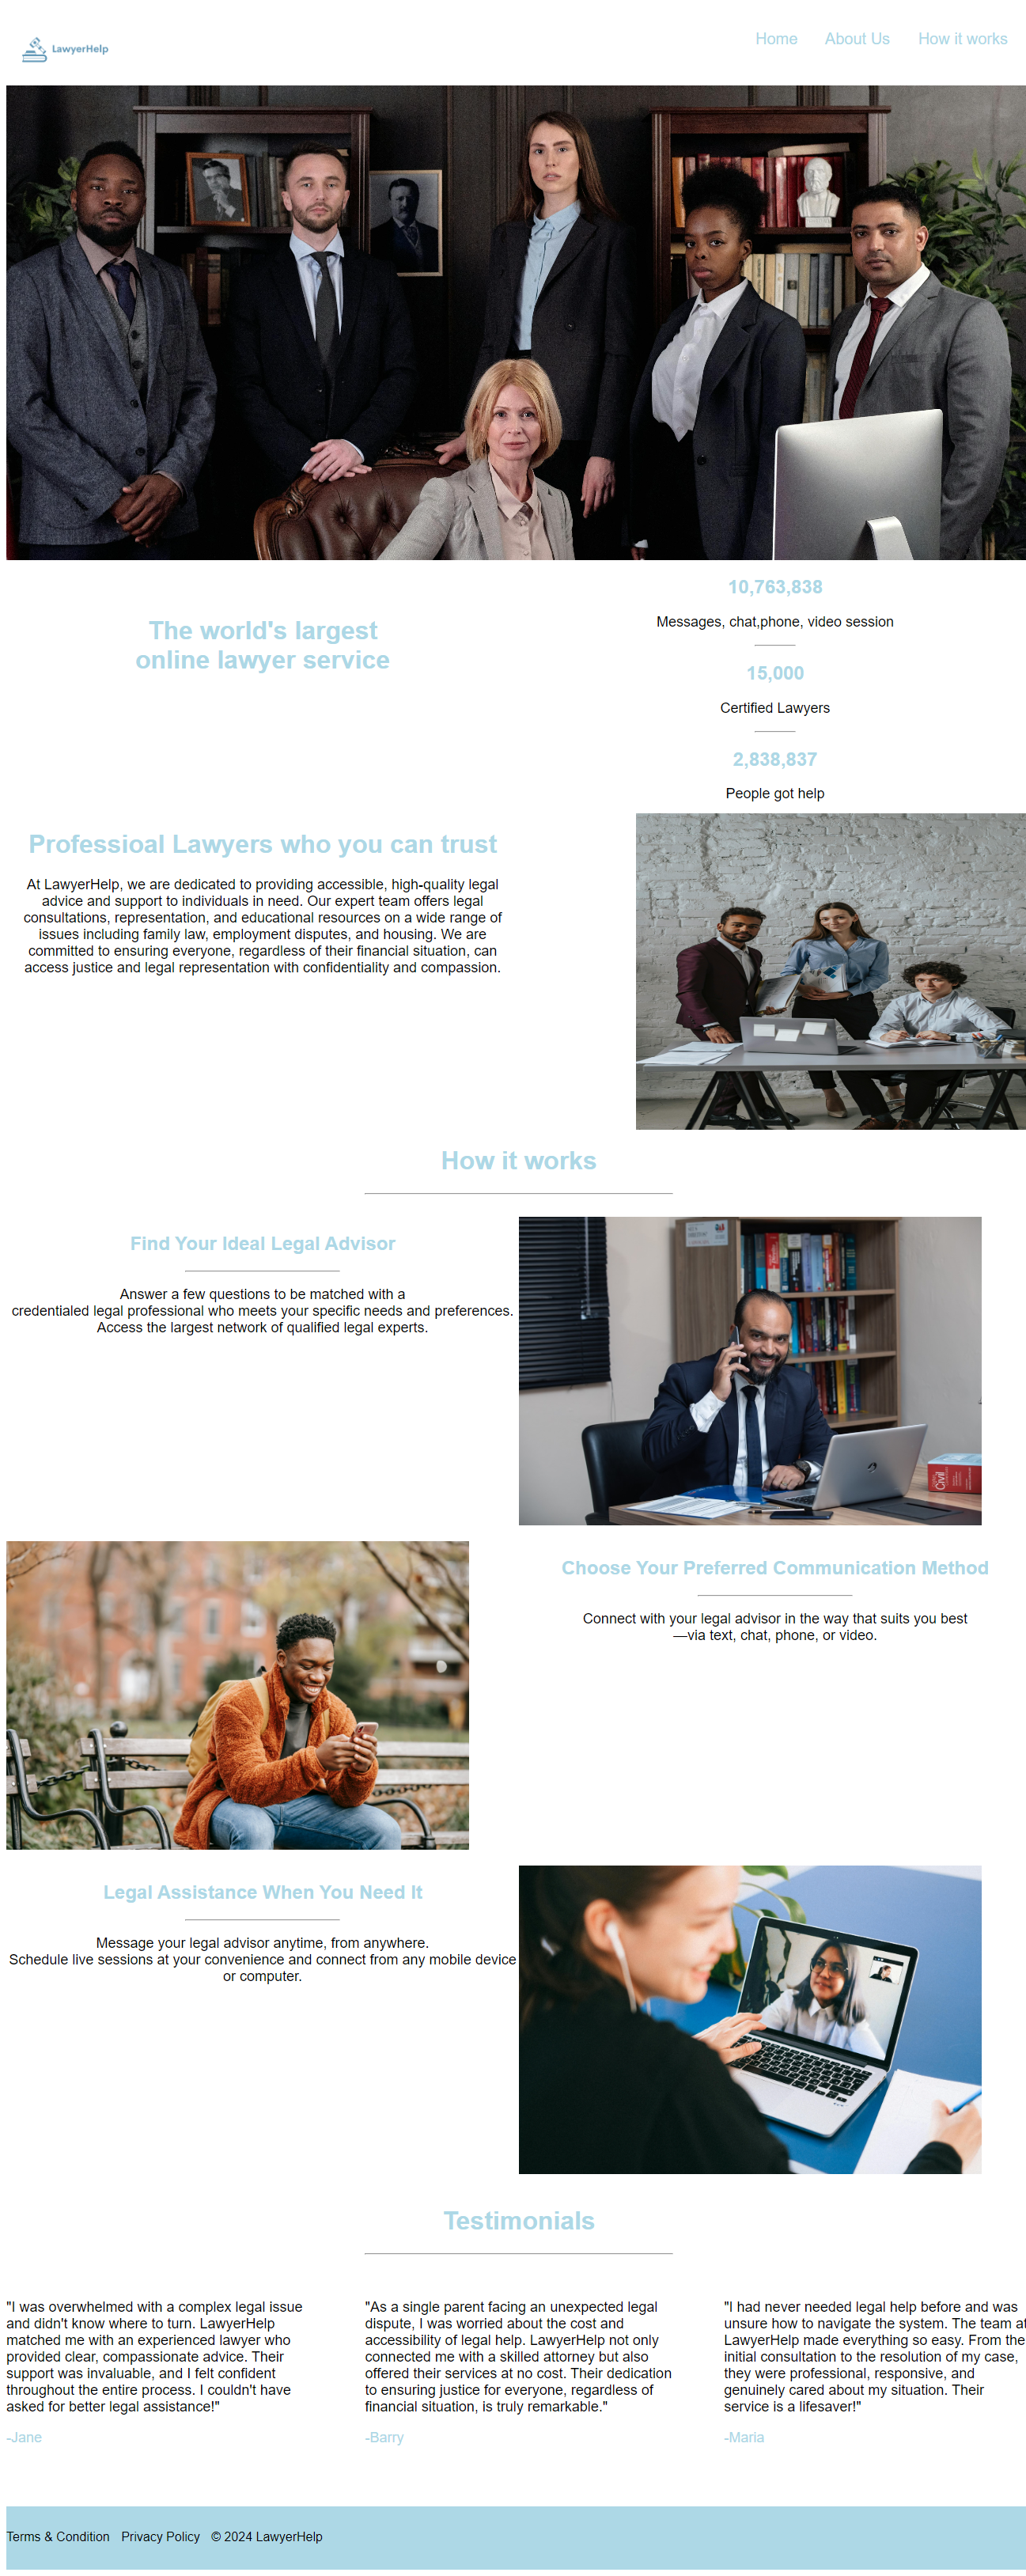 LawyerHelp
Home About Us How it works
The world's largest
online lawyer service
10,763,838
Messages, chat,phone, video session
15,000
Certified Lawyers
2,838,837
People got help
Professioal Lawyers who you can trust
At LawyerHelp, we are dedicated to providing accessible, high-quality legal
advice and support to individuals in need. Our expert team offers legal
consultations, representation, and educational resources on a wide range of
issues including family law, employment disputes, and housing. We are
committed to ensuring everyone, regardless of their financial situation, can
access justice and legal representation with confidentiality and compassion.
How it works
Find Your Ideal Legal Advisor
Answer a few questions to be matched with a
credentialed legal professional who meets your specific needs and preferences.
Access the largest network of qualified legal experts.
Civil
Choose Your Preferred Communication Method
Connect with your legal advisor in the way that suits you best
—via text, chat, phone, or video.
Legal Assistance When You Need It
Message your legal advisor anytime, from anywhere.
Schedule live sessions at your convenience and connect from any mobile device
or computer.
Testimonials
"I was overwhelmed with a complex legal issue
and didn't know where to turn. LawyerHelp
matched me with an experienced lawyer who
provided clear, compassionate advice. Their
support was invaluable, and I felt confident
throughout the entire process. I couldn't have
asked for better legal assistance!"
-Jane
"As a single parent facing an unexpected legal
dispute, I was worried about the cost and
accessibility of legal help. LawyerHelp not only
connected me with a skilled attorney but also
offered their services at no cost. Their dedication
to ensuring justice for everyone, regardless of
financial situation, is truly remarkable."
-Barry
"I had never needed legal help before and was
unsure how to navigate the system. The team at
LawyerHelp made everything so easy. From the
initial consultation to the resolution of my case,
they were professional, responsive, and
genuinely cared about my situation. Their
service is a lifesaver!"
-Maria
Terms & Condition Privacy Policy © 2024 LawyerHelp